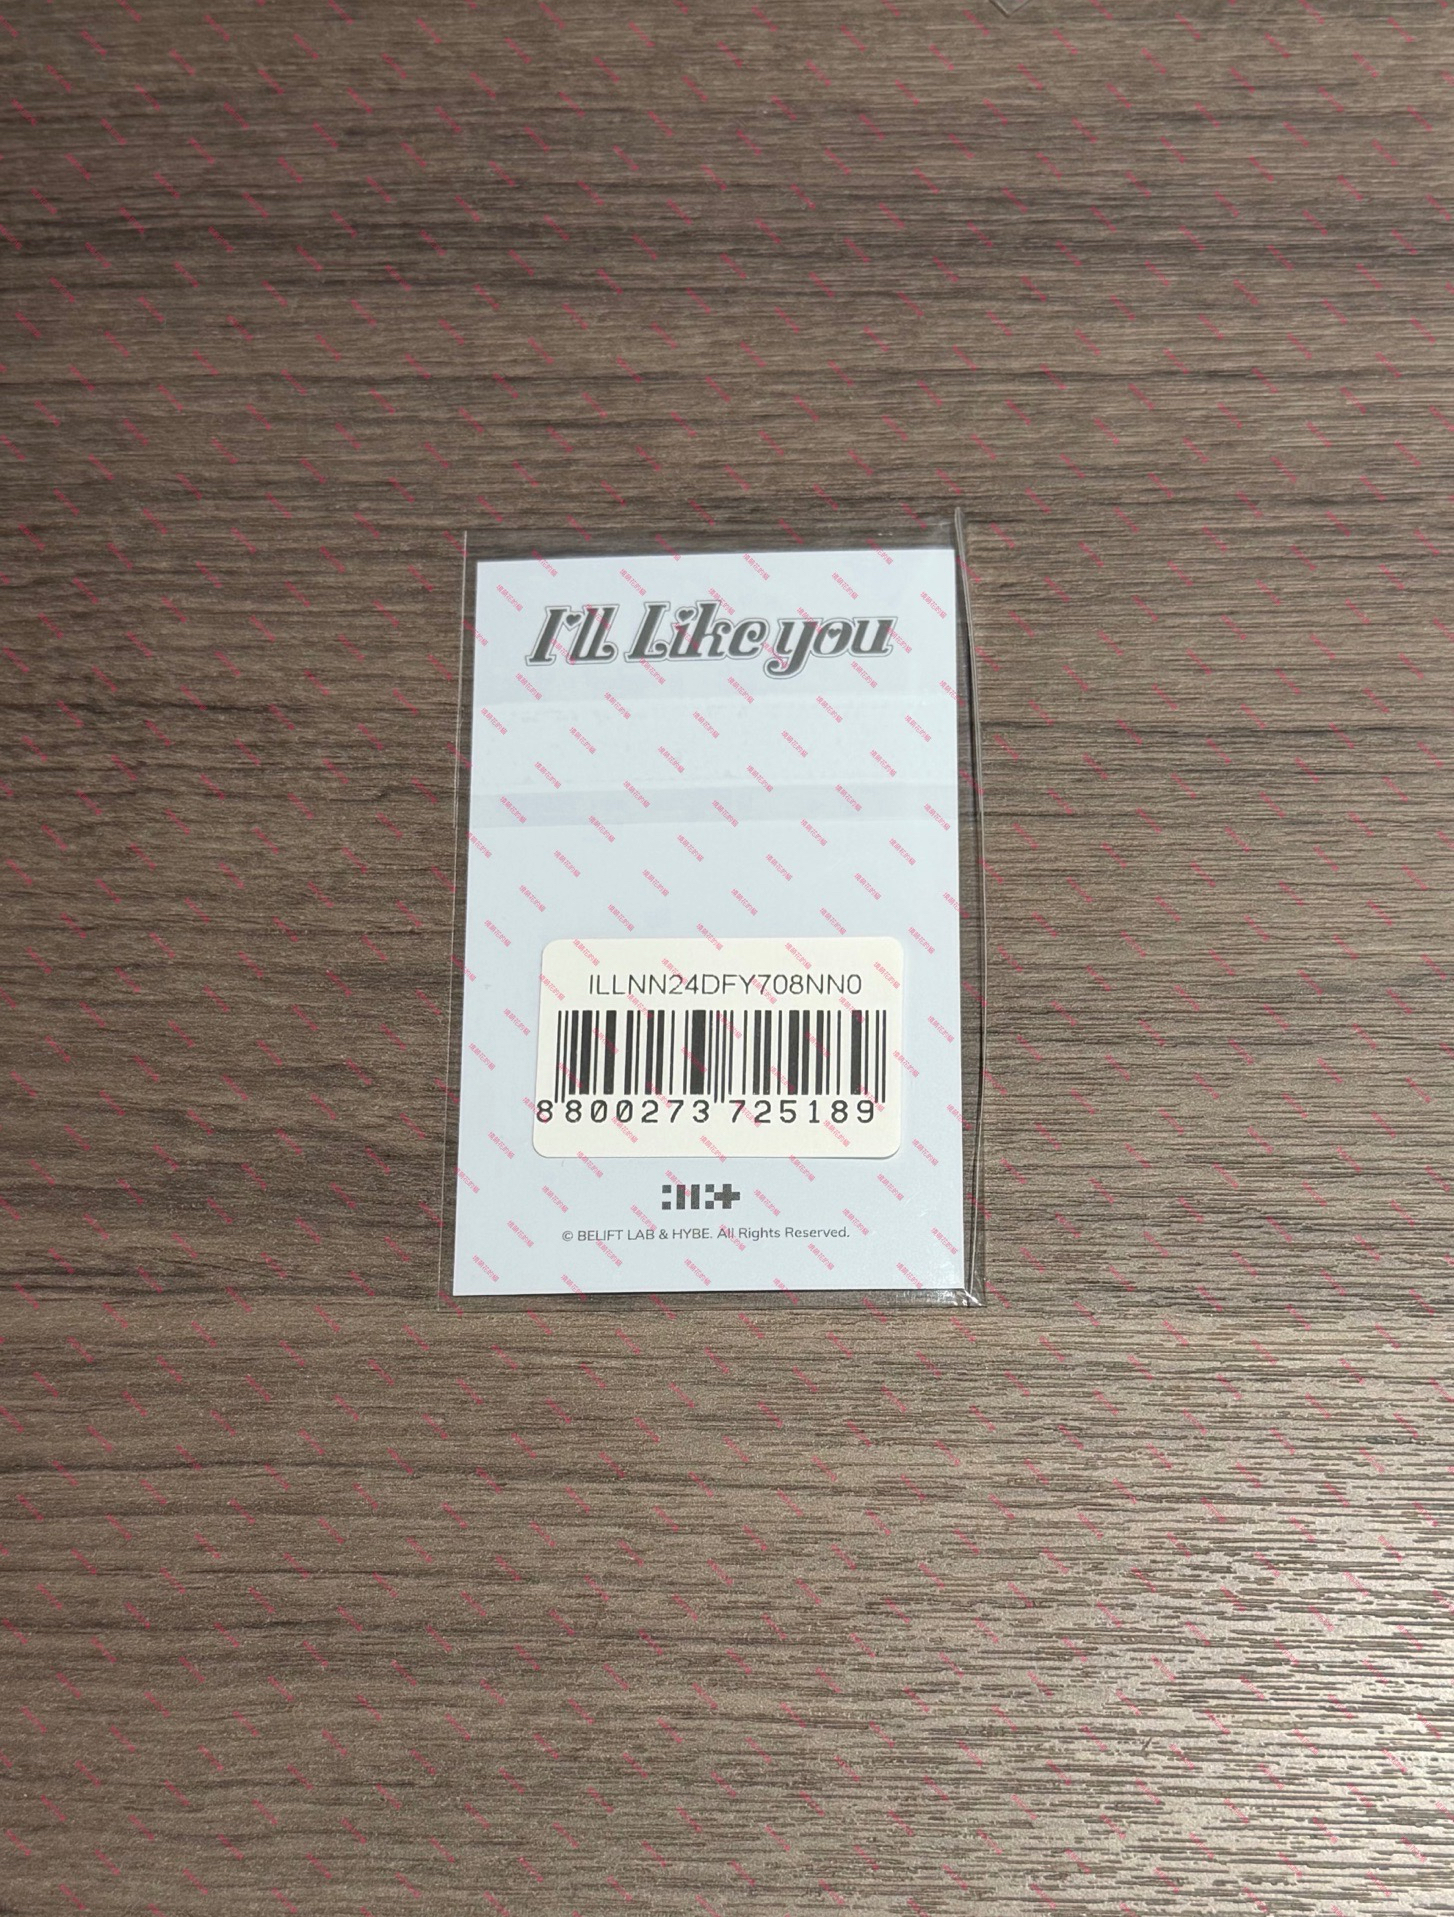 I'll Like you
ILLNN24DFY708NN0
8800273 725189
© BELIFT LAB & HYBE. All Rights Reserved.